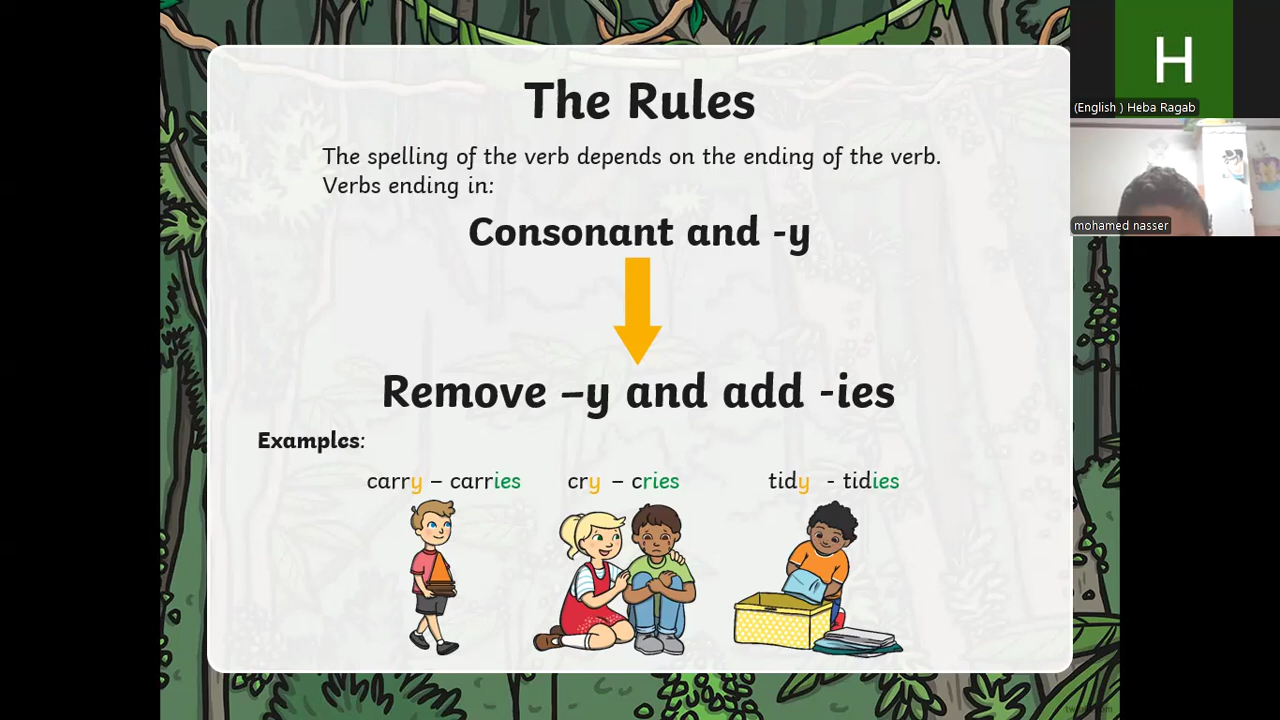 The Rules
The spelling of the verb depends on the ending of the verb.
Verbs ending in:
Consonant and -y
Remove –y and add -ies
Examples:
carry – carries
cry – cries
tidy - tidies
H
(English ) Heba Ragab
mohamed nasser